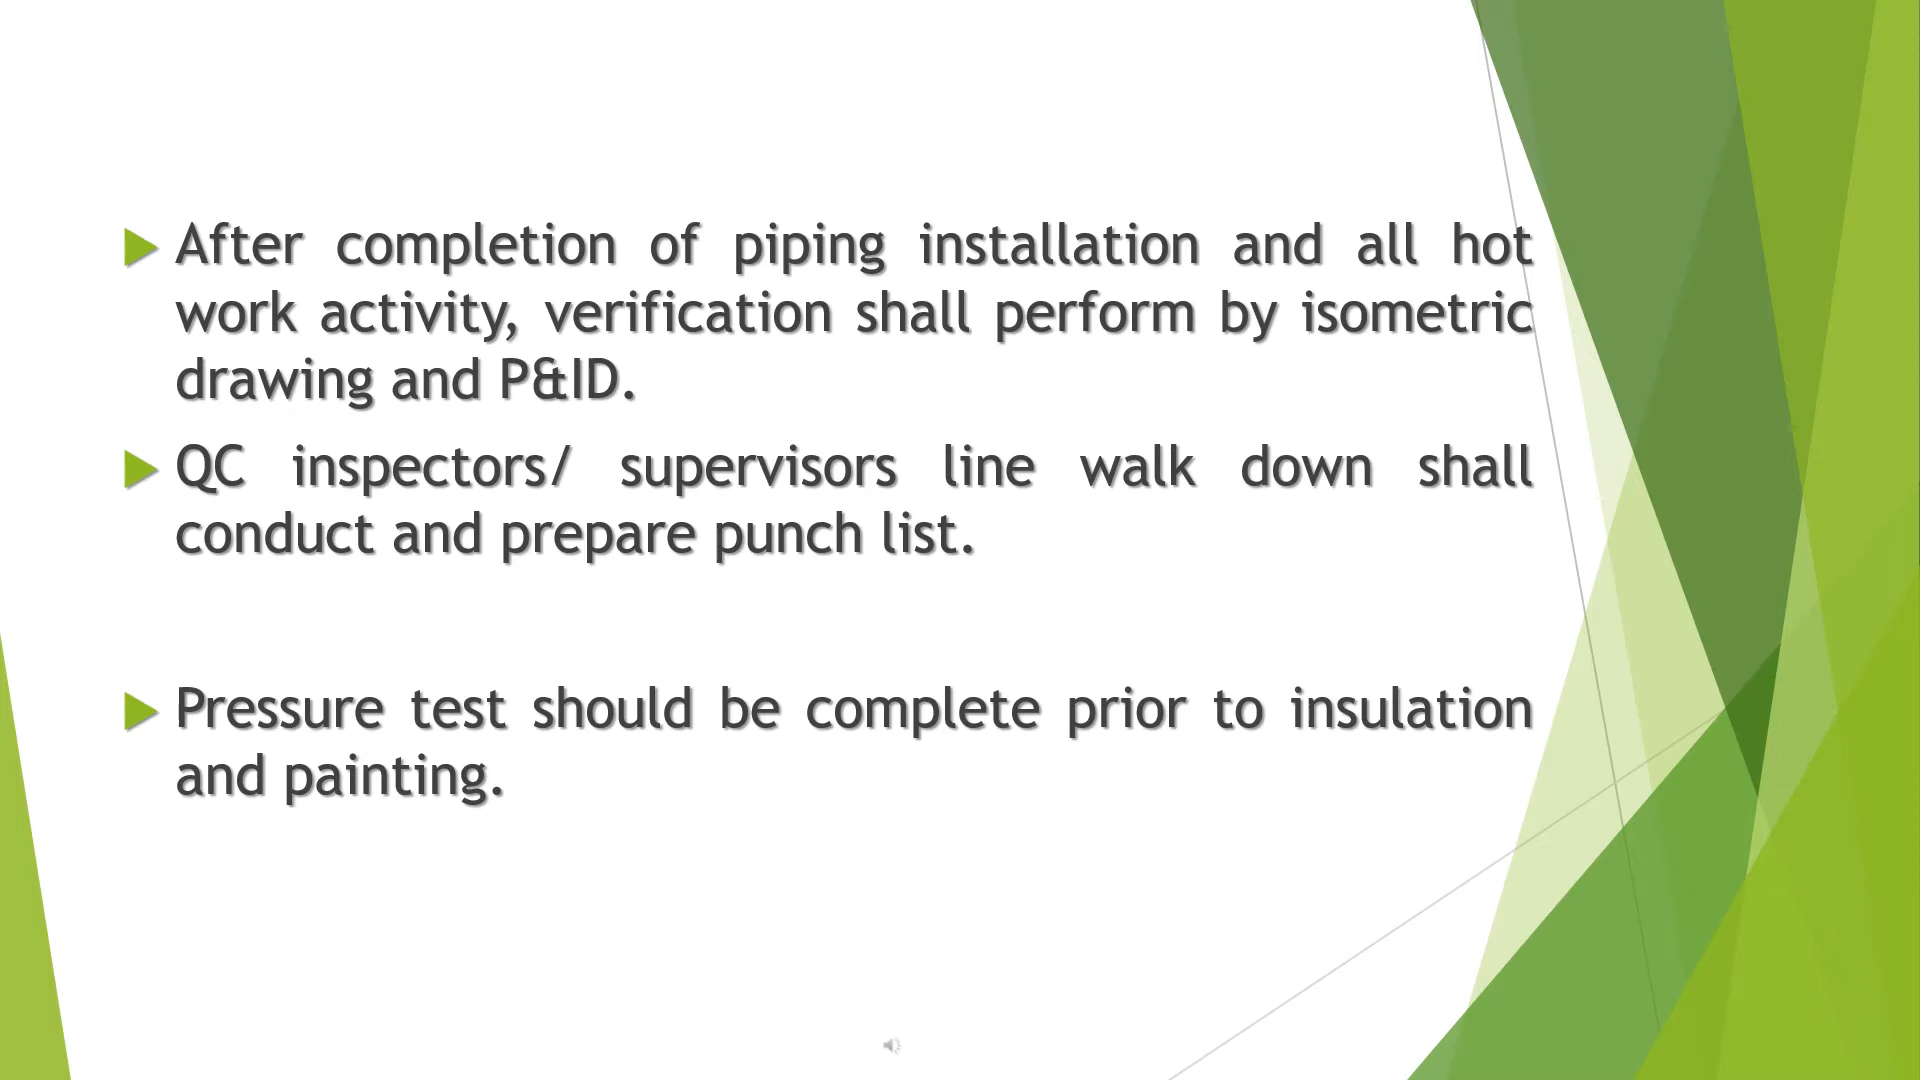 After completion of piping installation and all hot
work activity, verification shall perform by isometric
drawing and P&ID.
QC inspectors/ supervisors line walk down shall
conduct and prepare punch list.
Pressure test should be complete prior to insulation
and painting.